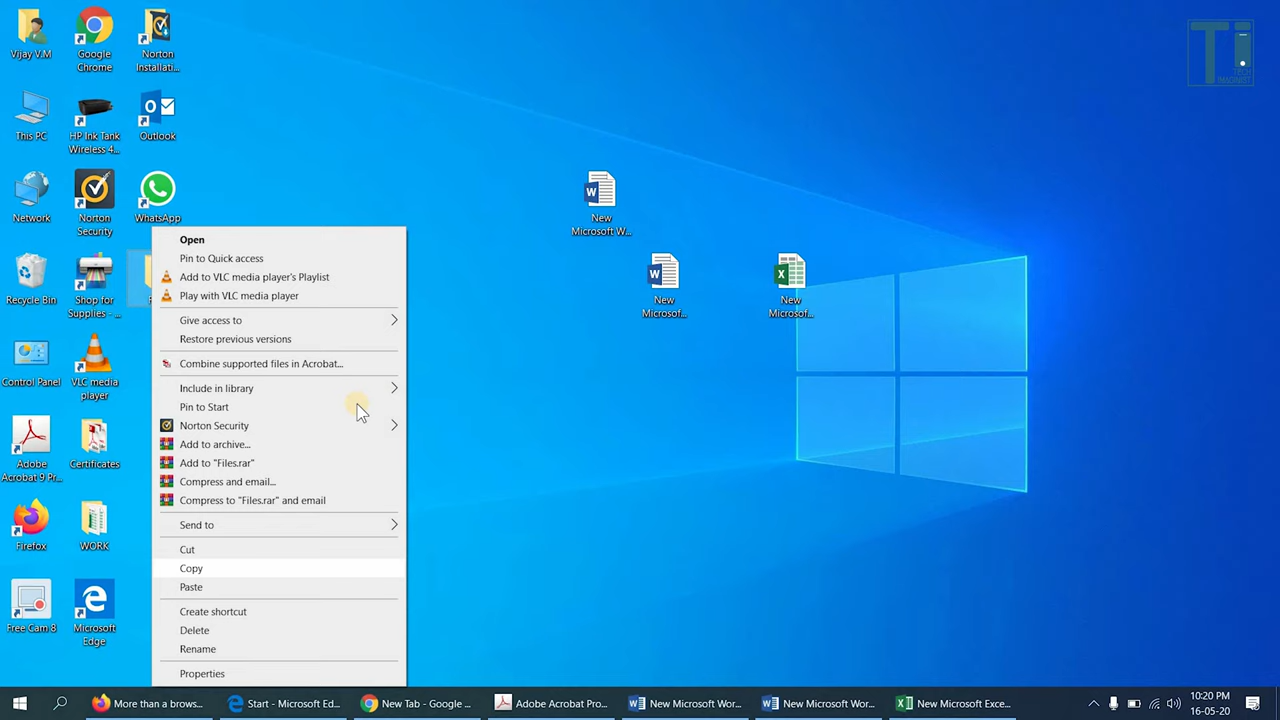 Vijay V.M
Google
Chrome
Norton
Installati...
This PC
HP Ink Tank
Wireless 4...
Outlook
Network
Norton
Security
WhatsApp
Recycle Bin
Shop for
Supplies - ...
Control Panel
VLC media
player
Adobe
Acrobat 9 Pr...
Certificates
Firefox
WORK
Free Cam 8
Microsoft
Edge
New
Microsoft W...
New
Microsof...
New
Microsof...
Ti
TECH
IMAGINIST
Open
Pin to Quick access
Add to VLC media player's Playlist
Play with VLC media player
Give access to
Restore previous versions
Combine supported files in Acrobat...
Include in library
Pin to Start
Norton Security
Add to archive...
Add to "Files.rar"
Compress and email...
Compress to "Files.rar" and email
Send to
Cut
Copy
Paste
Create shortcut
Delete
Rename
Properties
More than a brows...
Start - Microsoft Ed...
New Tab - Google ...
Adobe Acrobat Pro...
New Microsoft Wor...
New Microsoft Wor...
New Microsoft Exce...
10:20 PM
16-05-20